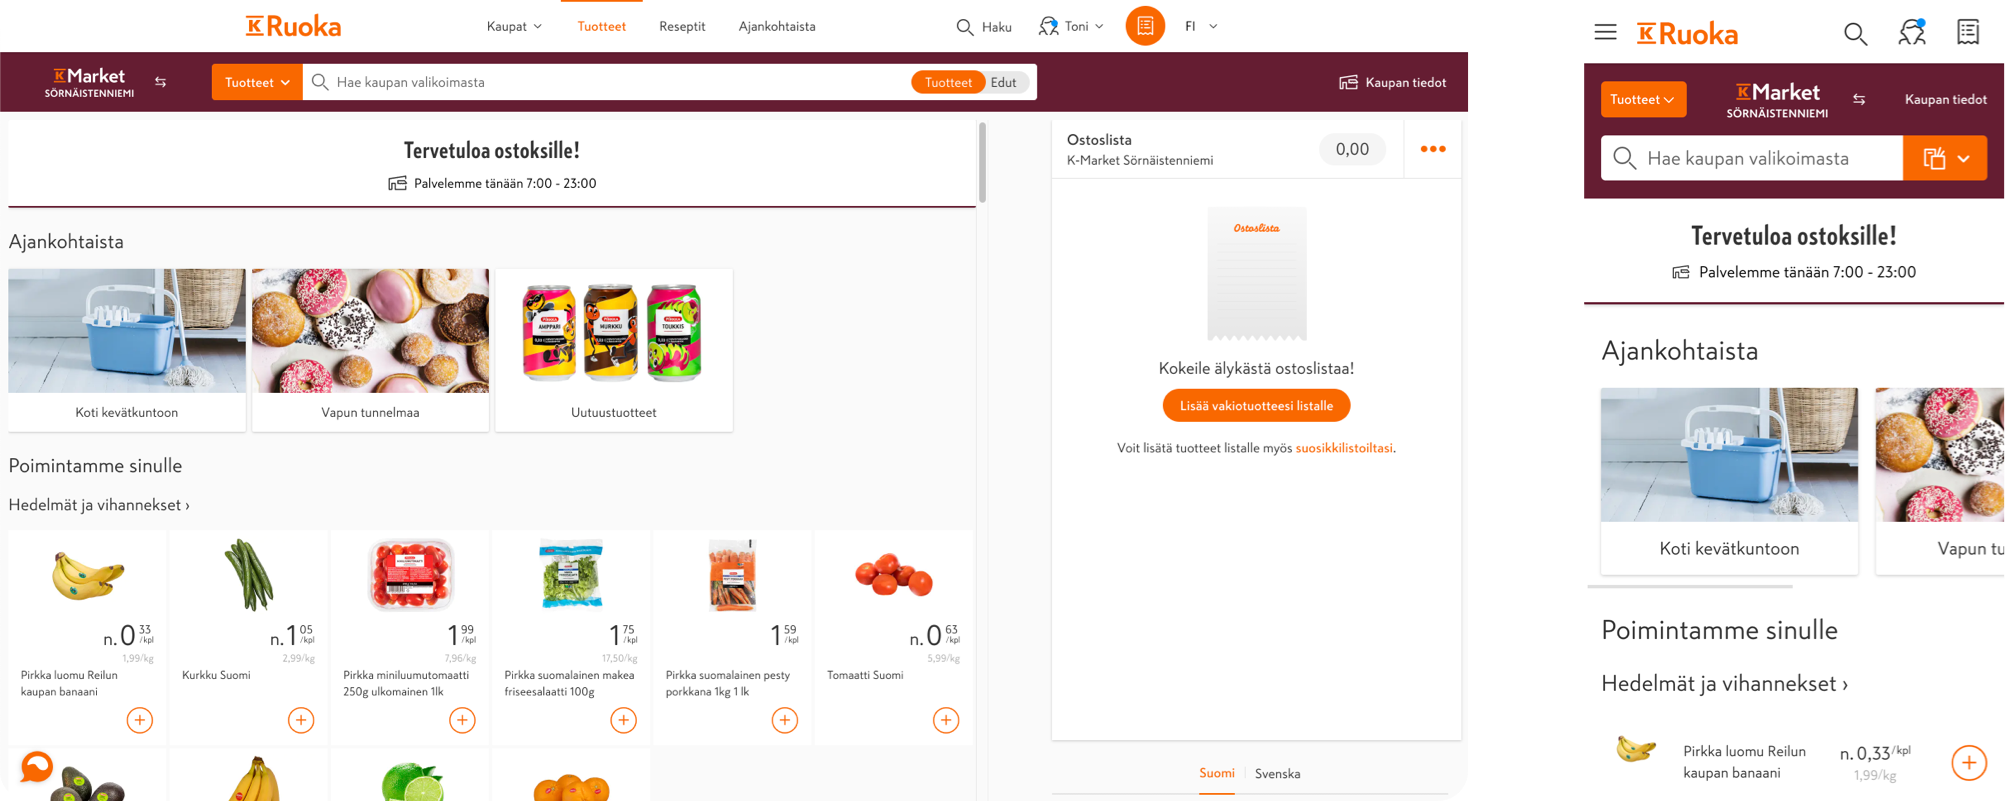 K Ruoka
Kaupat
Tuotteet
Reseptit
Ajankohtaista
Haku
Toni
FI
K Market
SÖRNÄISTENNIEMI
Tuotteet
Hae kaupan valikoimasta
Tuotteet
Edut
Kaupan tiedot
Tervetuloa ostoksille!
Palvelemme tänään 7:00 - 23:00
Ajankohtaista
AMPPARI
MURKKU
TOUKKIS
Koti kevätkuntoon
Vapun tunnelmaa
Uutuustuotteet
Poimintamme sinulle
Hedelmät ja vihannekset ›
n. 0 33 /kpl
1,99/kg
Pirkka luomu Reilun
kaupan banaani
n. 1 05 /kpl
2,99/kg
Kurkku Suomi
1 99 /kpl
7,96/kg
Pirkka miniluumutomaatti
250g ulkomainen 1lk
1 75 /kpl
17,50/kg
Pirkka suomalainen makea
friseesalaatti 100g
1 59 /kpl
Pirkka suomalainen pesty
porkkana 1kg 1 lk
n. 0 63 /kpl
5,99/kg
Tomaatti Suomi
Ostoslista
K-Market Sörnäistenniemi
0,00
Ostoslista
Kokeile älykästä ostoslistaa!
Lisää vakiotuotteesi listalle
Voit lisätä tuotteet listalle myös suosikkilistoiltasi.
Suomi
Svenska
K Ruoka
Tuotteet
K Market
SÖRNÄISTENNIEMI
Kaupan tiedot
Hae kaupan valikoimasta
Tervetuloa ostoksille!
Palvelemme tänään 7:00 - 23:00
Ajankohtaista
Koti kevätkuntoon
Vapun tu
Poimintamme sinulle
Hedelmät ja vihannekset ›
Pirkka luomu Reilun
kaupan banaani
n. 0,33/kpl
1,99/kg